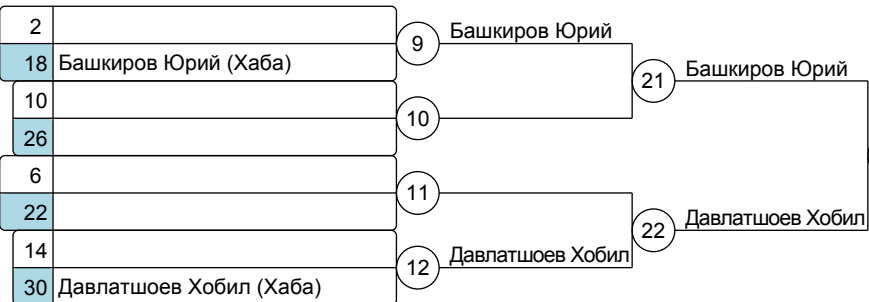 2
18 Башкиров Юрий (Хаба)
9 Башкиров Юрий
10
26
10
21 Башкиров Юрий
6
22
11
14
30 Давлатшоев Хобил (Хаба)
12 Давлатшоев Хобил
22 Давлатшоев Хобил